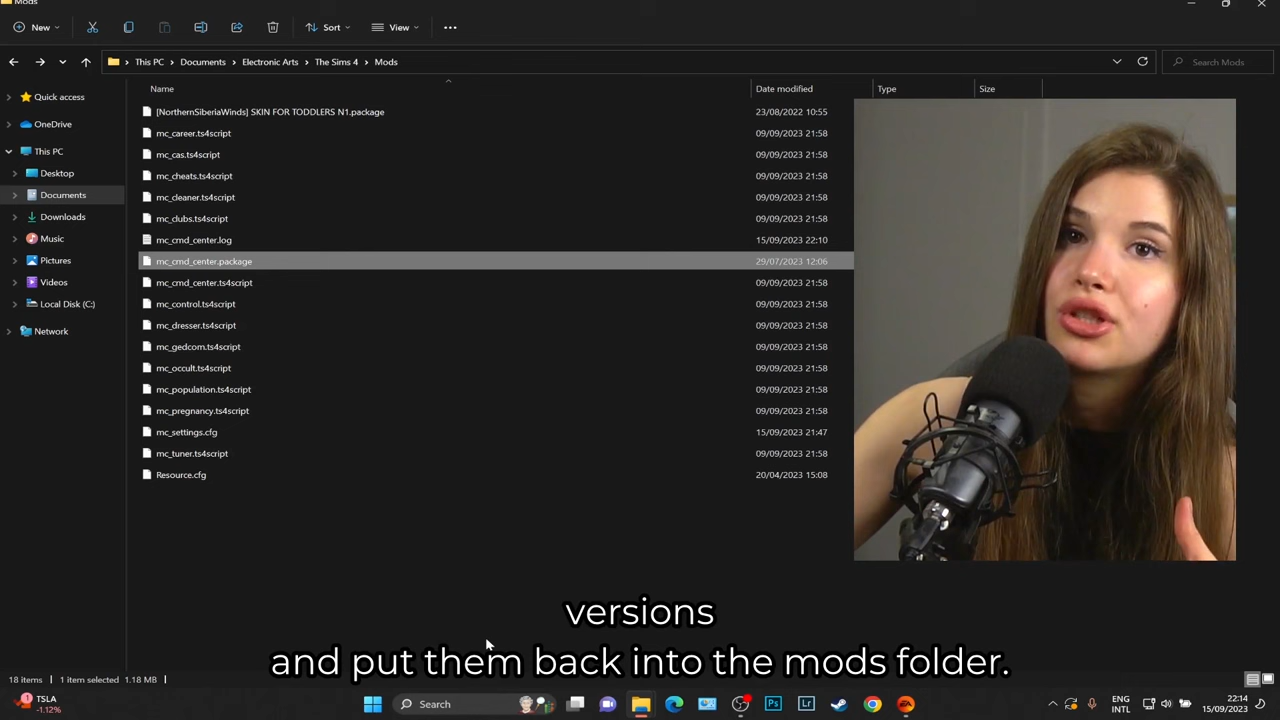 Mods
New
Sort
View
This PC
Documents
Electronic Arts
The Sims 4
Mods
Search Mods
Name
Date modified
Type
Size
Quick access
OneDrive
This PC
Desktop
Documents
Downloads
Music
Pictures
Videos
Local Disk (C:)
Network
[NorthernSiberiaWinds] SKIN FOR TODDLERS N1.package 23/08/2022 10:55
mc_career.ts4script 09/09/2023 21:58
mc_cas.ts4script 09/09/2023 21:58
mc_cheats.ts4script 09/09/2023 21:58
mc_cleaner.ts4script 09/09/2023 21:58
mc_clubs.ts4script 09/09/2023 21:58
mc_cmd_center.log 15/09/2023 22:10
mc_cmd_center.package 29/07/2023 12:06
mc_cmd_center.ts4script 09/09/2023 21:58
mc_control.ts4script 09/09/2023 21:58
mc_dresser.ts4script 09/09/2023 21:58
mc_gedcom.ts4script 09/09/2023 21:58
mc_occult.ts4script 09/09/2023 21:58
mc_population.ts4script 09/09/2023 21:58
mc_pregnancy.ts4script 09/09/2023 21:58
mc_settings.cfg 15/09/2023 21:47
mc_tuner.ts4script 09/09/2023 21:58
Resource.cfg 20/04/2023 15:08
versions
and put them back into the mods folder.
18 items
1 item selected 1.18 MB
TSLA
-1.12%
Search
Ps
Lr
EA
ENG
INTL
22:14
15/09/2023